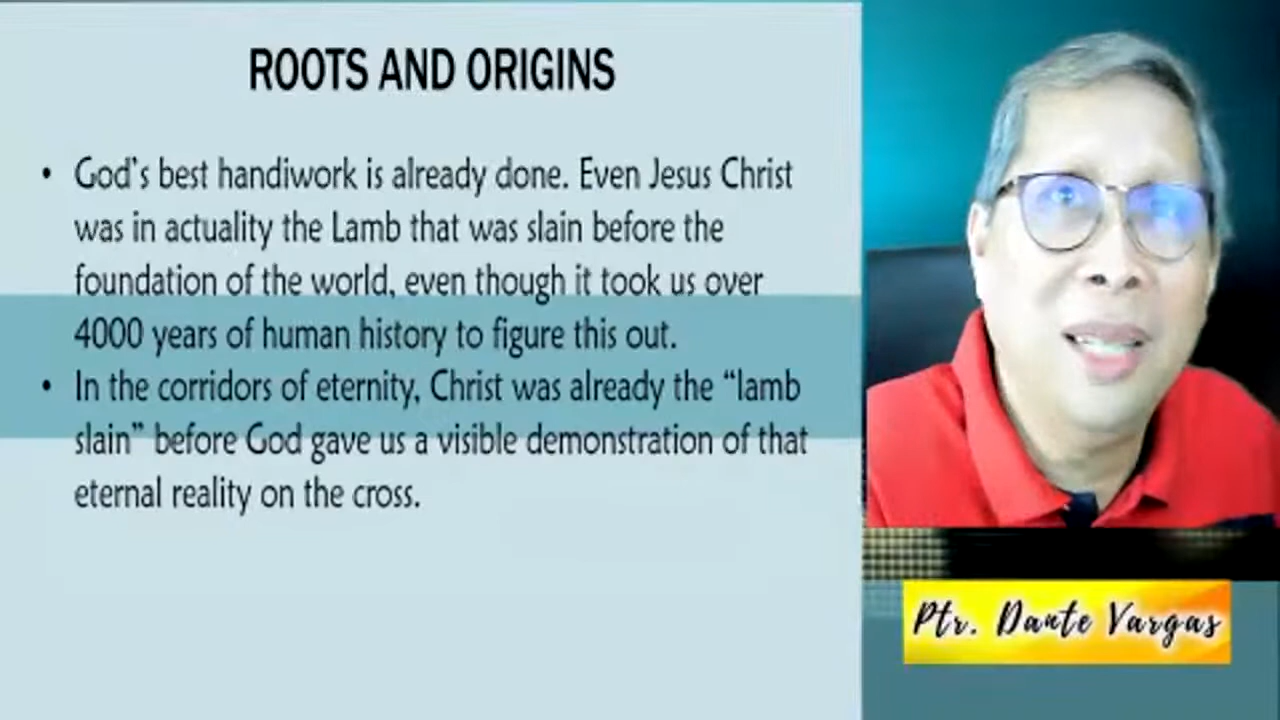 ROOTS AND ORIGINS
• God's best handiwork is already done. Even Jesus Christ
was in actuality the Lamb that was slain before the
foundation of the world, even though it took us over
4000 years of human history to figure this out.
• In the corridors of eternity, Christ was already the “lamb
slain” before God gave us a visible demonstration of that
eternal reality on the cross.
Ptr. Dante Vargas